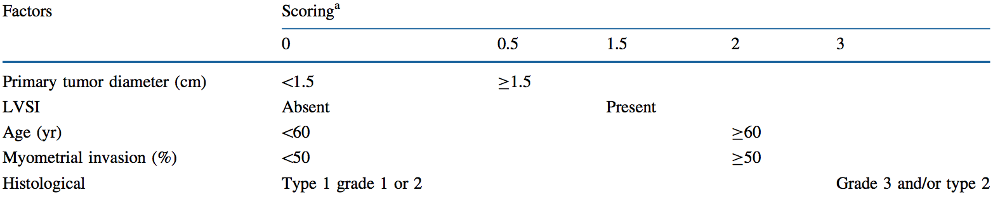 Factors Scoringa
0 0.5 1.5 2 3
Primary tumor diameter (cm) <1.5 ≥1.5
LVSI Absent Present
Age (yr) <60 ≥60
Myometrial invasion (%) <50 ≥50
Histological Type 1 grade 1 or 2 Grade 3 and/or type 2